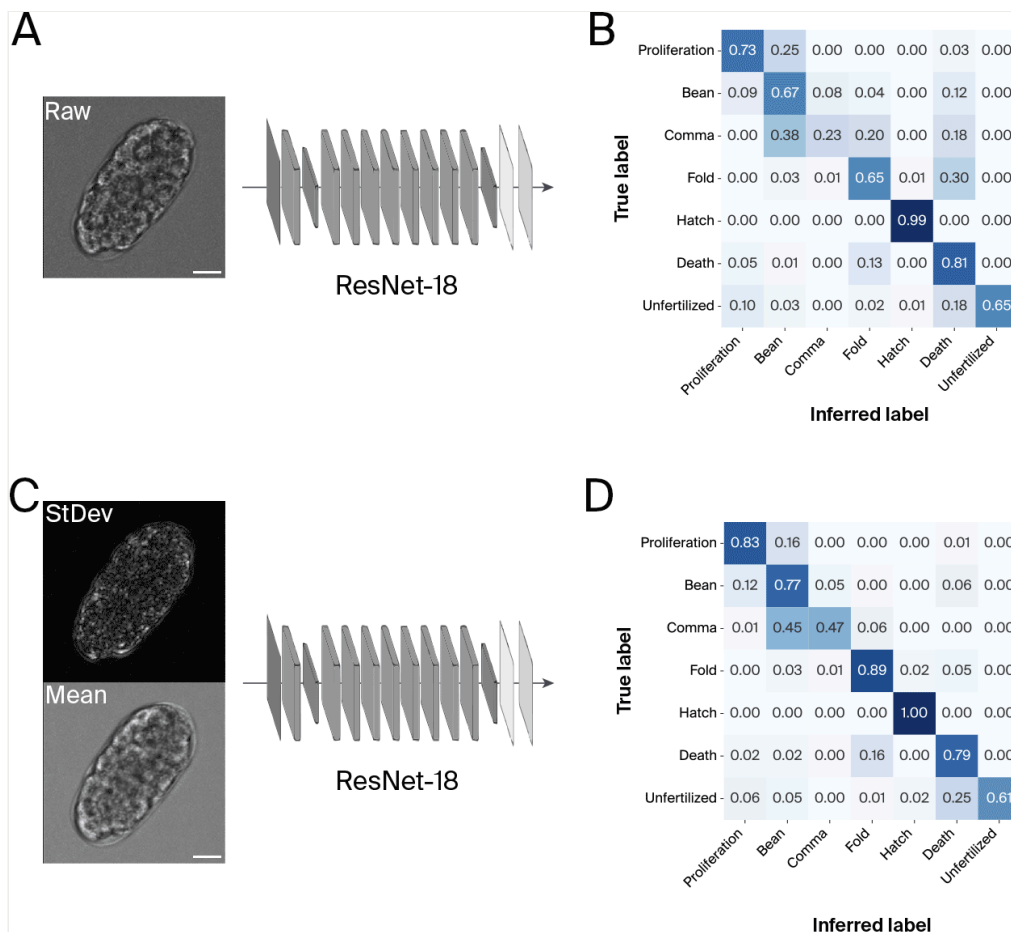 A
Raw
ResNet-18
B
True label
Proliferation 0.73 0.25 0.00 0.00 0.00 0.03 0.00
Bean 0.09 0.67 0.08 0.04 0.00 0.12 0.00
Comma 0.00 0.38 0.23 0.20 0.00 0.18 0.00
Fold 0.00 0.03 0.01 0.65 0.01 0.30 0.00
Hatch 0.00 0.00 0.00 0.00 0.99 0.00 0.00
Death 0.05 0.01 0.00 0.13 0.00 0.81 0.00
Unfertilized 0.10 0.03 0.00 0.02 0.01 0.18 0.65
Proliferation Bean Comma Fold Hatch Death Unfertilized
Inferred label
C
StDev
Mean
ResNet-18
D
True label
Proliferation 0.83 0.16 0.00 0.00 0.00 0.01 0.00
Bean 0.12 0.77 0.05 0.00 0.00 0.06 0.00
Comma 0.01 0.45 0.47 0.06 0.00 0.00 0.00
Fold 0.00 0.03 0.01 0.89 0.02 0.05 0.00
Hatch 0.00 0.00 0.00 0.00 1.00 0.00 0.00
Death 0.02 0.02 0.00 0.16 0.00 0.79 0.00
Unfertilized 0.06 0.05 0.00 0.01 0.02 0.25 0.61
Proliferation Bean Comma Fold Hatch Death Unfertilized
Inferred label